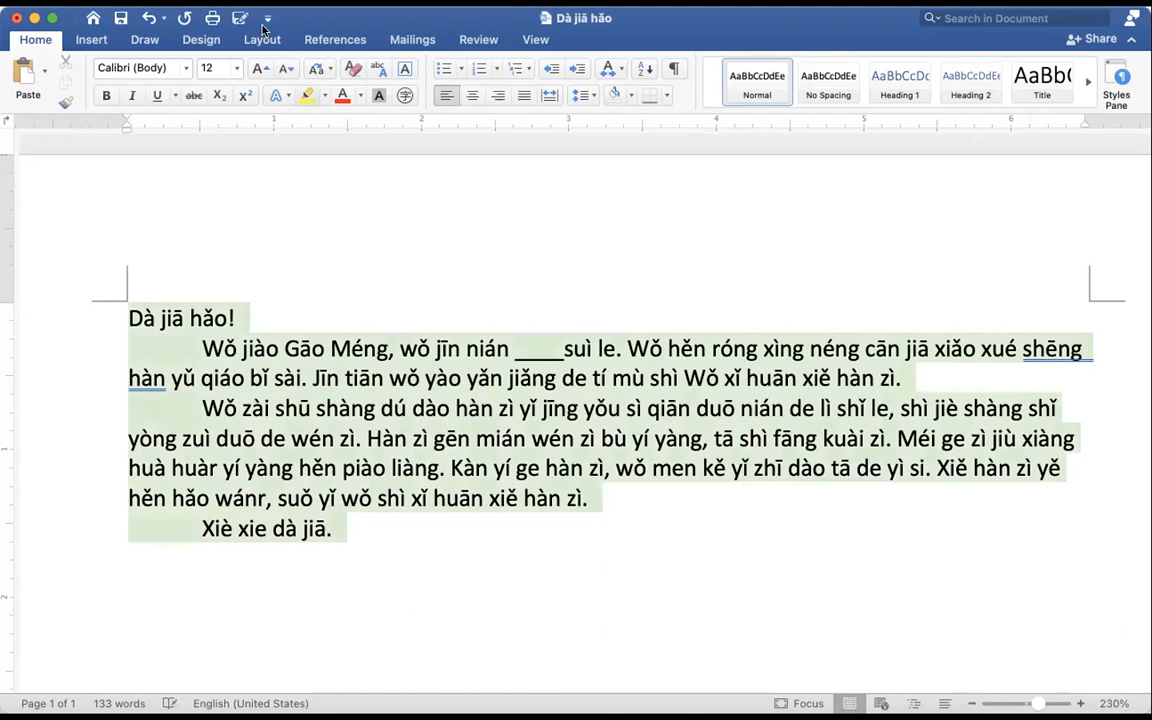 Dà jiā hǎo
Search in Document
Home Insert Draw Design Layout References Mailings Review View Share
Calibri (Body) 12
Paste
AaBbCcDdEe AaBbCcDdEe AaBbCcDc AaBbCcDdEe AaBb(
Normal No Spacing Heading 1 Heading 2 Title Styles Pane
1 2 3 4 5 6
Dà jiā hǎo!
Wǒ jiào Gāo Méng, wǒ jīn nián ____suì le. Wǒ hěn róng xìng néng cān jiā xiǎo xué shēng
hàn yǔ qiáo bǐ sài. Jīn tiān wǒ yào yǎn jiǎng de tí mù shì Wǒ xǐ huān xiě hàn zì.
Wǒ zài shū shàng dú dào hàn zì yǐ jīng yǒu sì qiān duō nián de lì shǐ le, shì jiè shàng shǐ
yòng zuì duō de wén zì. Hàn zì gēn mián wén zì bù yí yàng, tā shì fāng kuài zì. Méi ge zì jiù xiàng
huà huàr yí yàng hěn piào liàng. Kàn yí ge hàn zì, wǒ men kě yǐ zhī dào tā de yì si. Xiě hàn zì yě
hěn hǎo wánr, suǒ yǐ wǒ shì xǐ huān xiě hàn zì.
Xiè xie dà jiā.
Page 1 of 1 133 words English (United States) Focus 230%